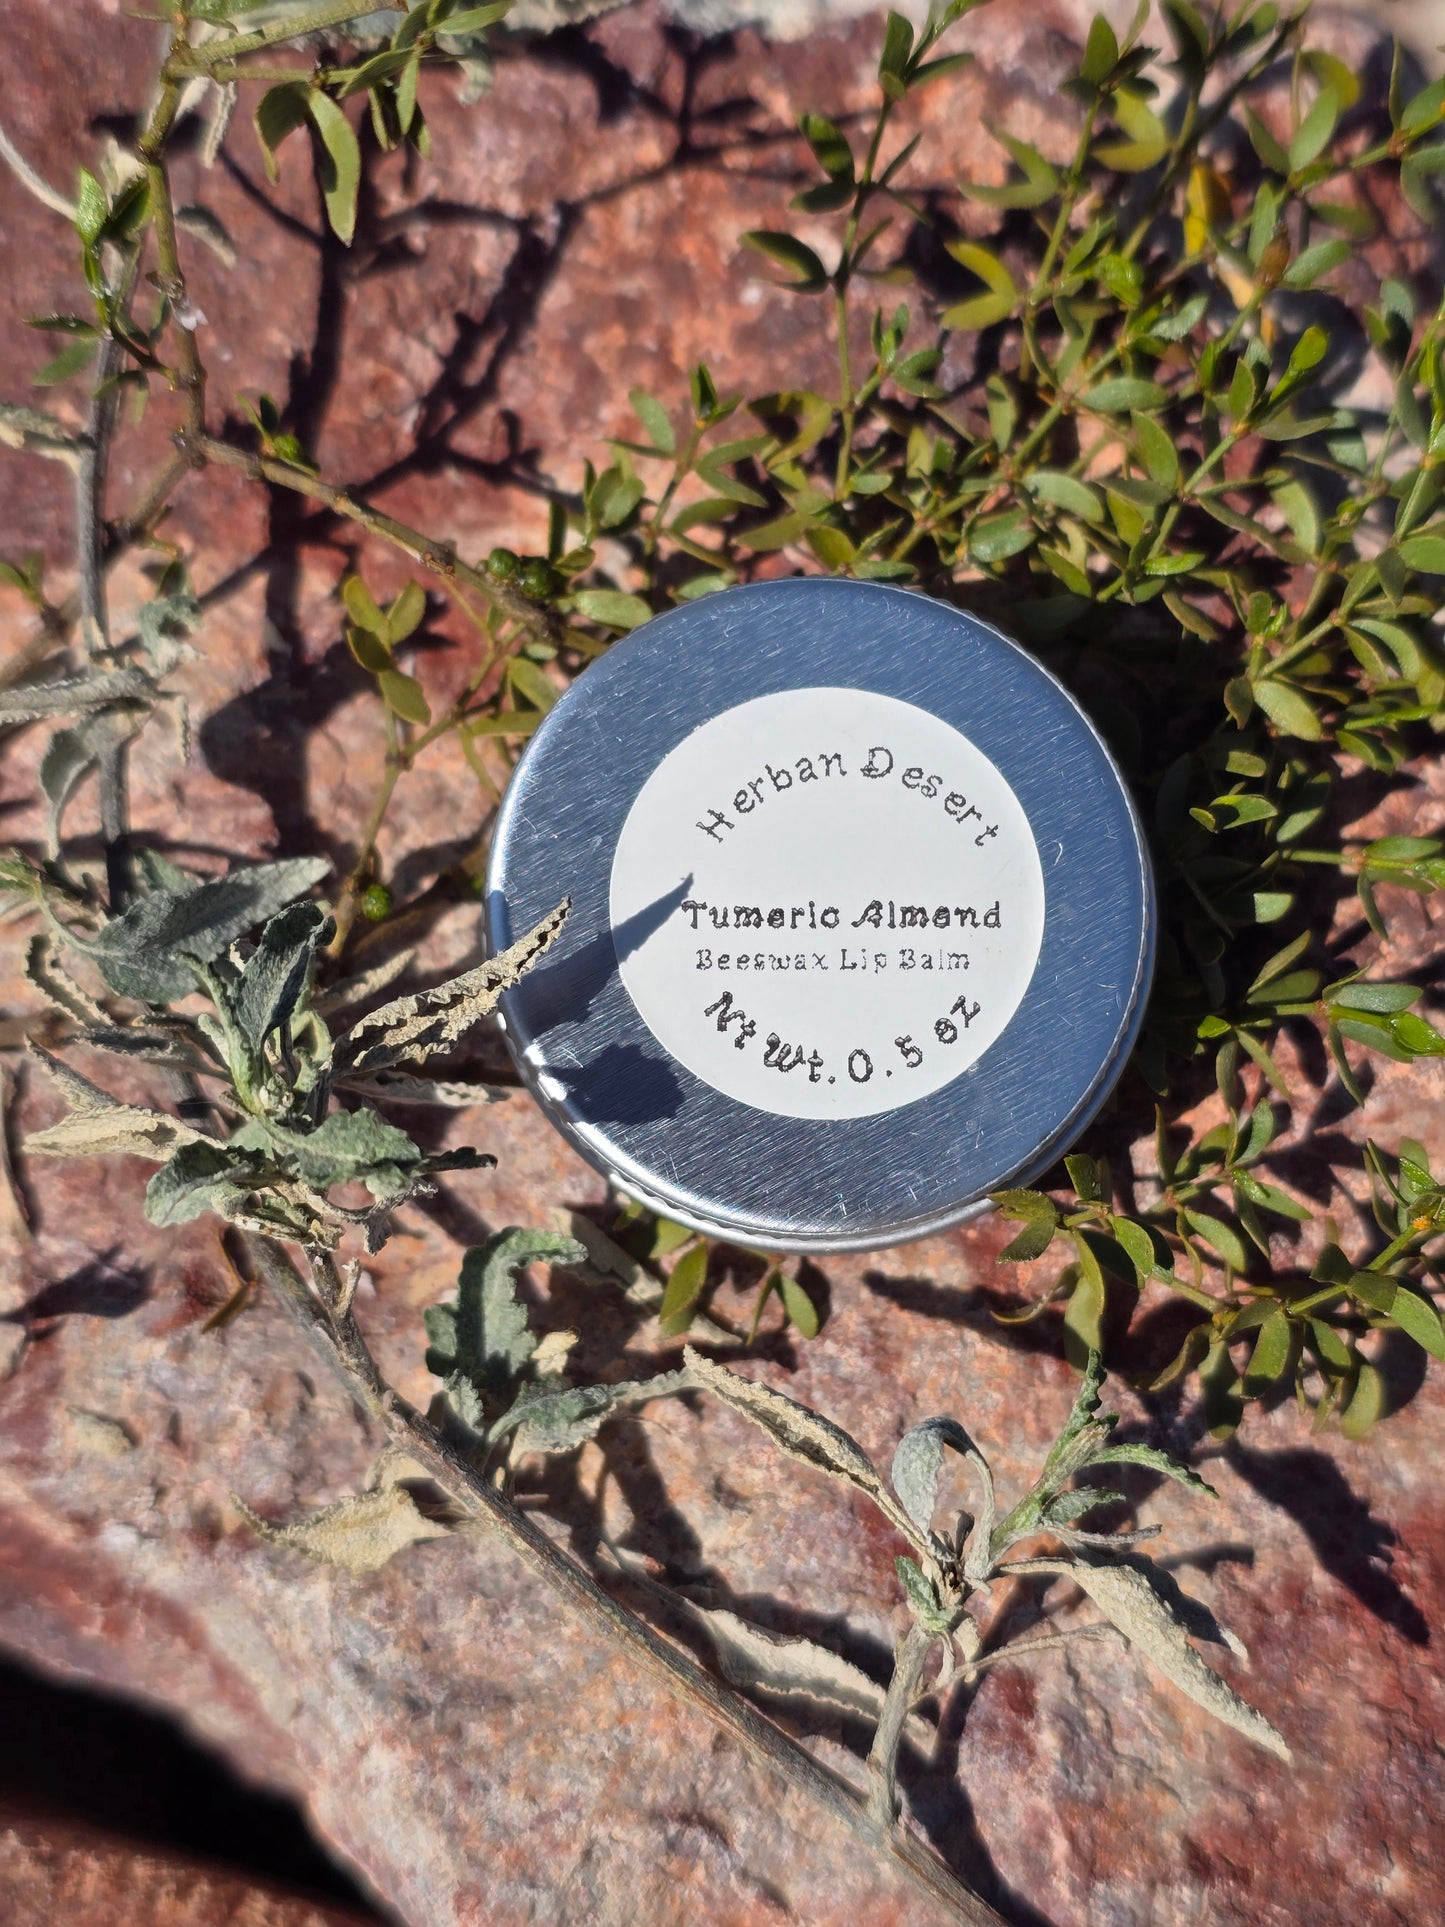 Herban Desert
Tumeric Almond
Beeswax Lip Balm
Nt Wt. 0.5 oz